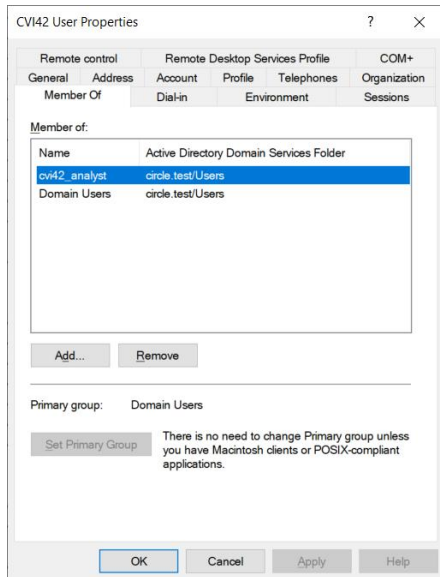 CVI42 User Properties ? ×
Remote control Remote Desktop Services Profile COM+
General Address Account Profile Telephones Organization
Member Of Dial-in Environment Sessions
Member of:
Name Active Directory Domain Services Folder
cvi42_analyst circle.test/Users
Domain Users circle.test/Users
Add... Remove
Primary group: Domain Users
Set Primary Group
There is no need to change Primary group unless
you have Macintosh clients or POSIX-compliant
applications.
OK Cancel Apply Help